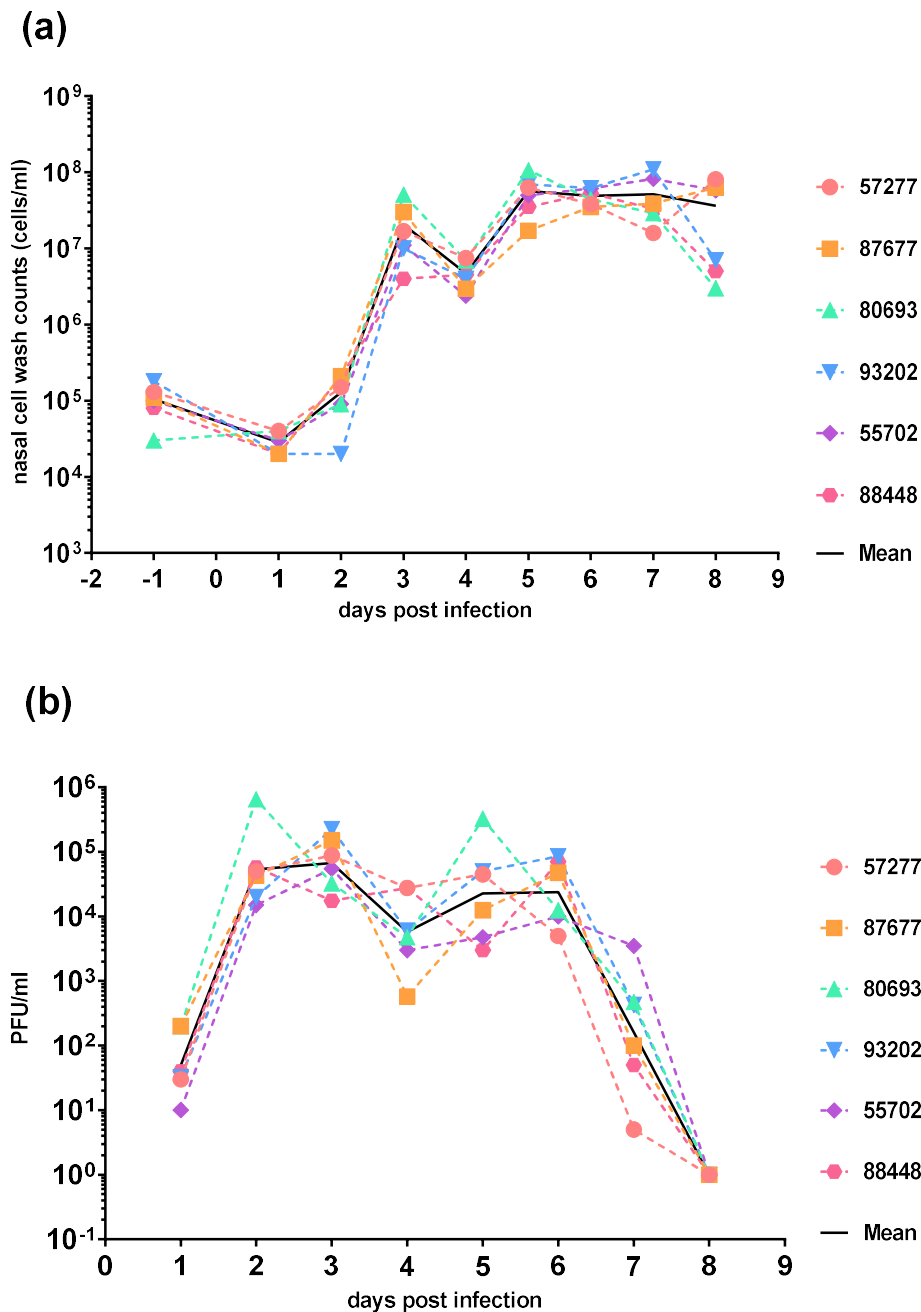 (a)
nasal cell wash counts (cells/ml)
10⁹
10⁸
10⁷
10⁶
10⁵
10⁴
10³
-2 -1 0 1 2 3 4 5 6 7 8 9
days post infection
57277
87677
80693
93202
55702
88448
Mean
(b)
PFU/ml
10⁶
10⁵
10⁴
10³
10²
10¹
10⁰
10⁻¹
0 1 2 3 4 5 6 7 8 9
days post infection
57277
87677
80693
93202
55702
88448
Mean